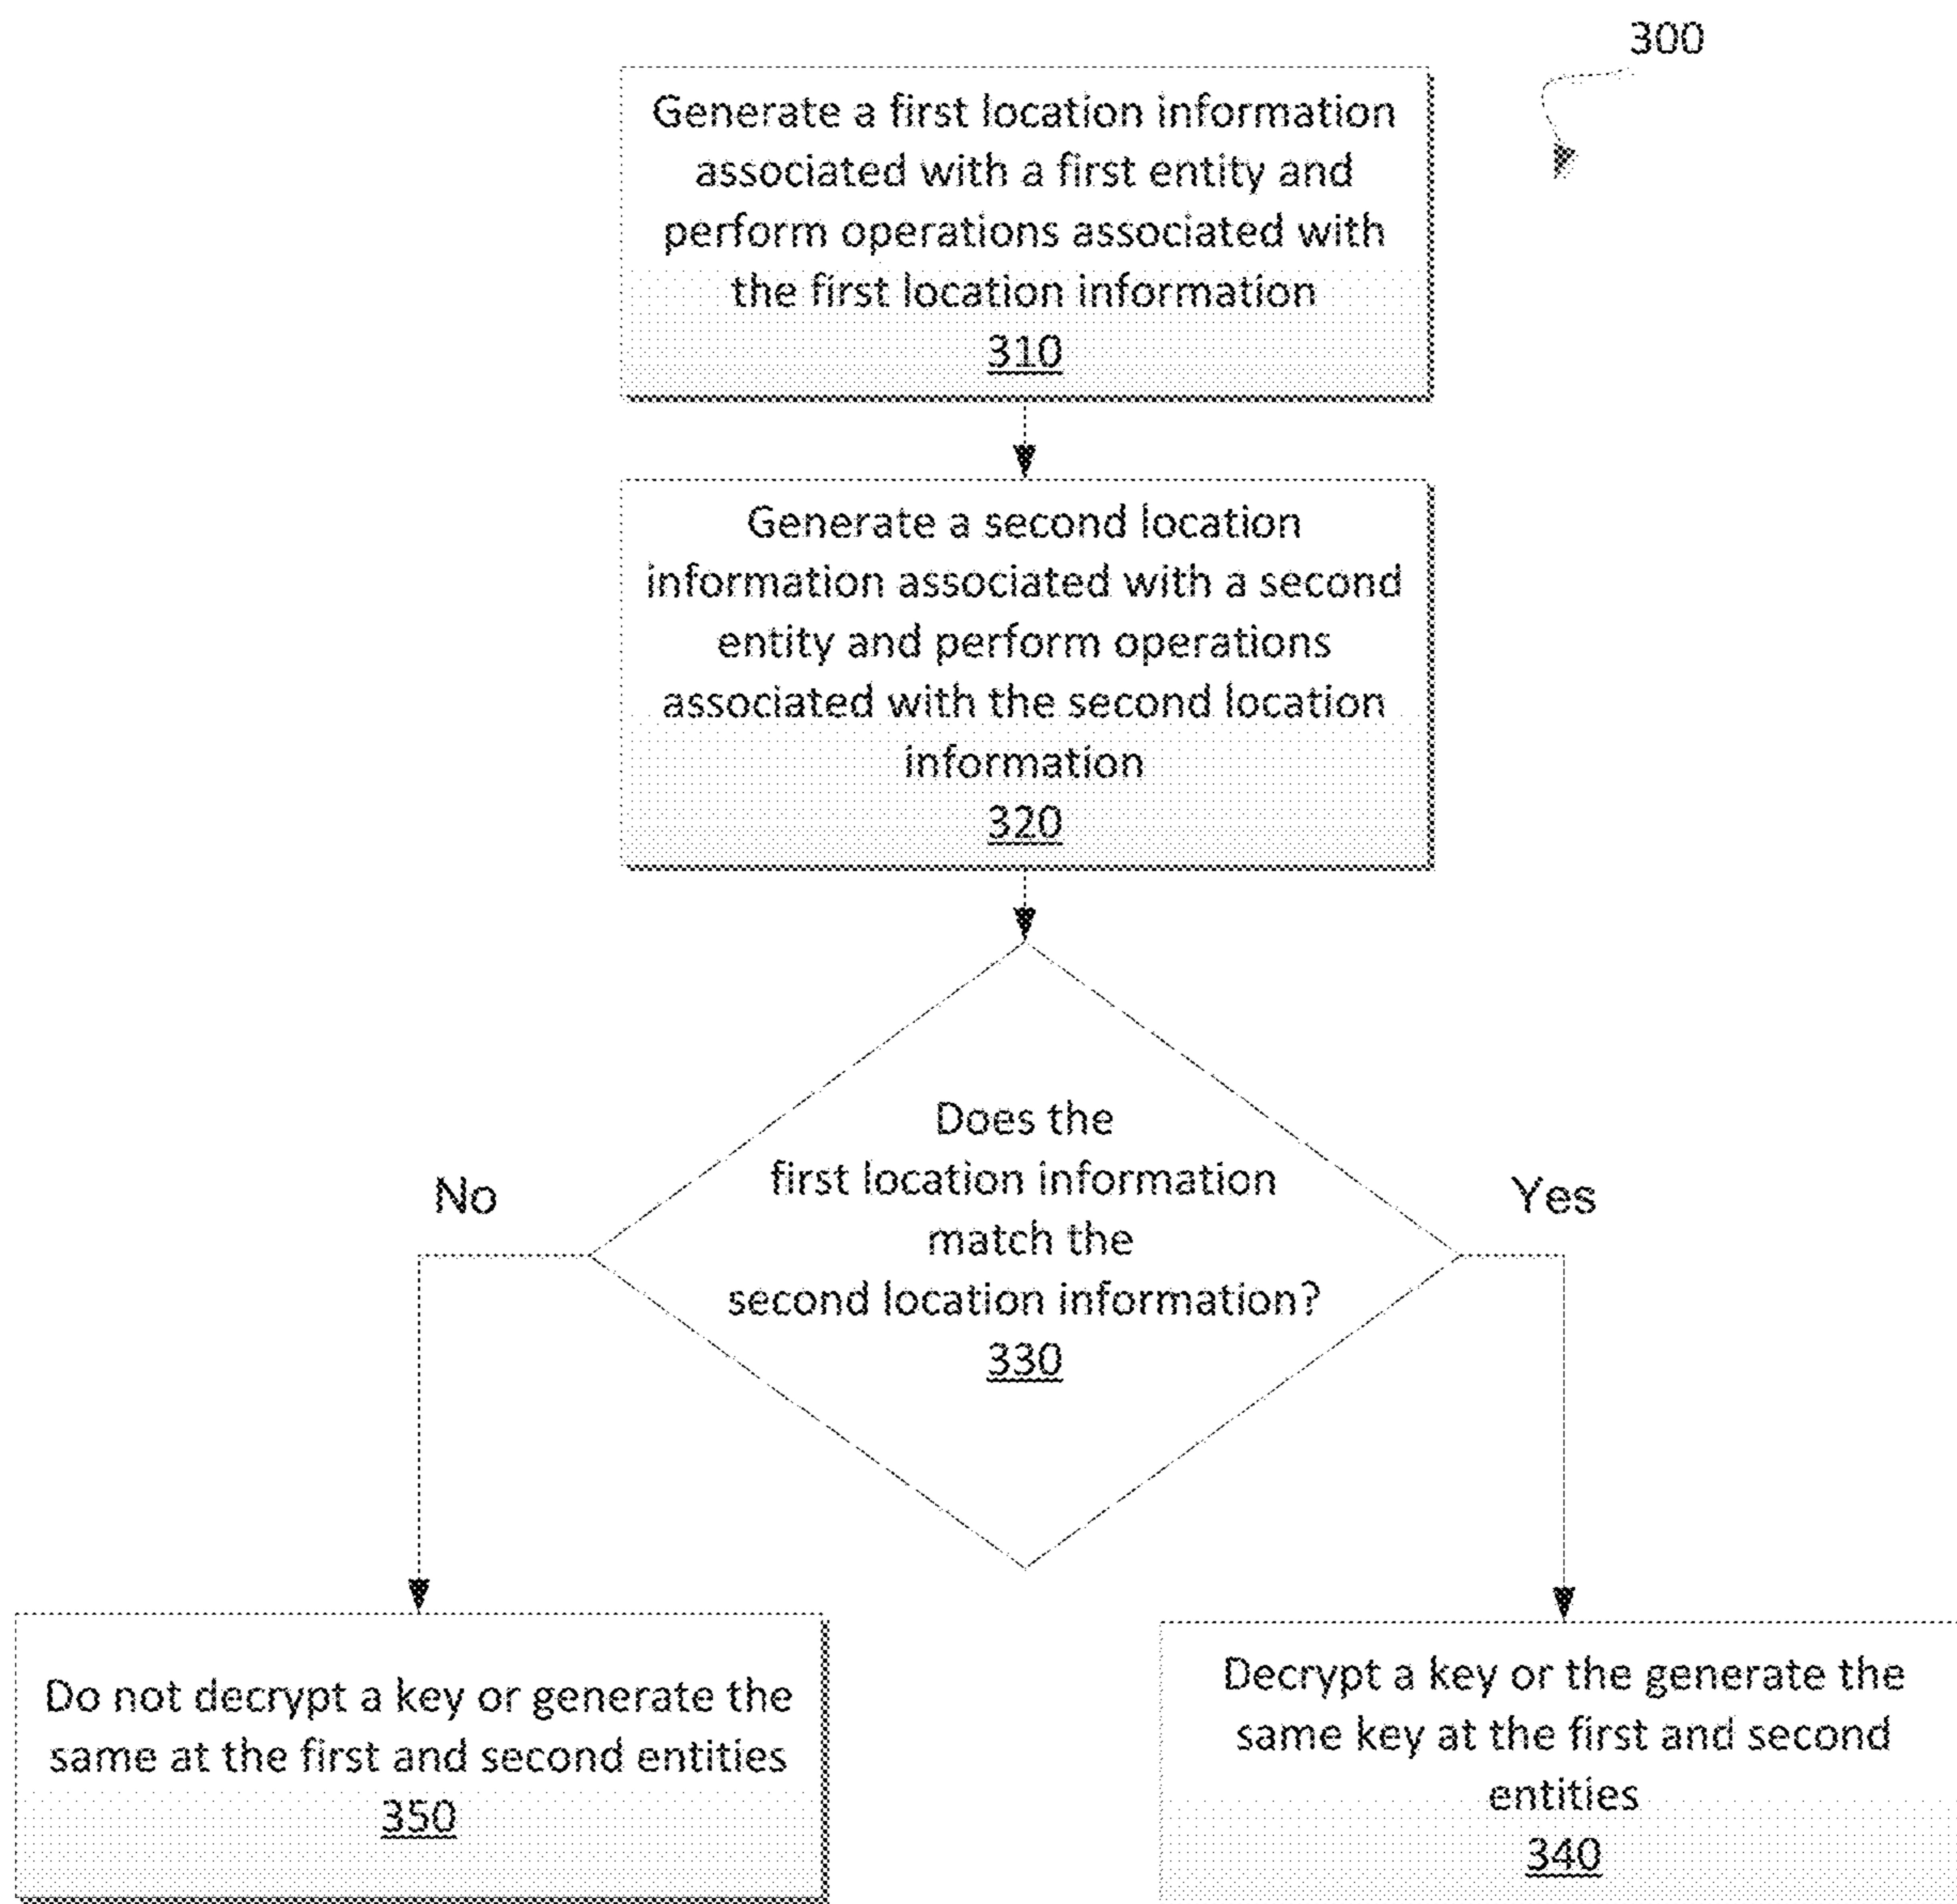 300
Generate a first location information
associated with a first entity and
perform operations associated with
the first location information
310
Generate a second location
information associated with a second
entity and perform operations
associated with the second location
information
320
Does the
first location information
match the
second location information?
330
No
Yes
Do not decrypt a key or generate the
same at the first and second entities
350
Decrypt a key or the generate the
same key at the first and second
entities
340